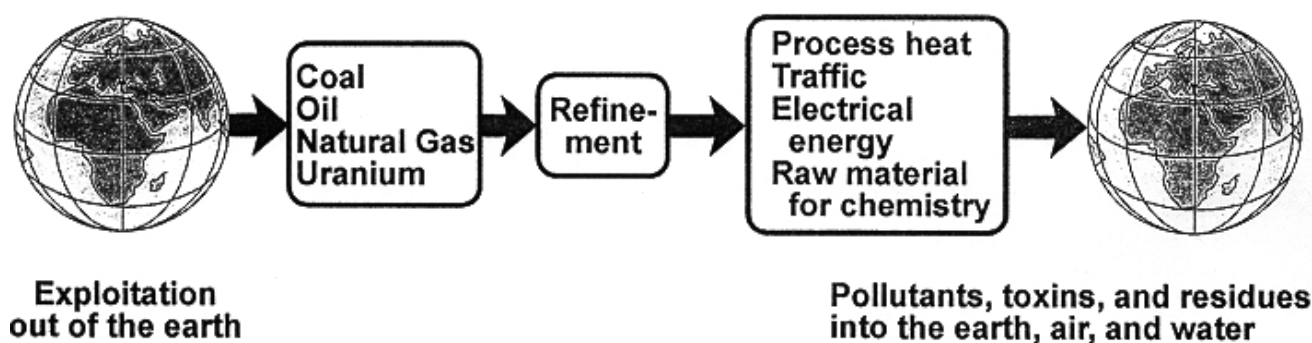 Coal
Oil
Natural Gas
Uranium
Refine-
ment
Process heat
Traffic
Electrical
energy
Raw material
for chemistry
Exploitation
out of the earth
Pollutants, toxins, and residues
into the earth, air, and water